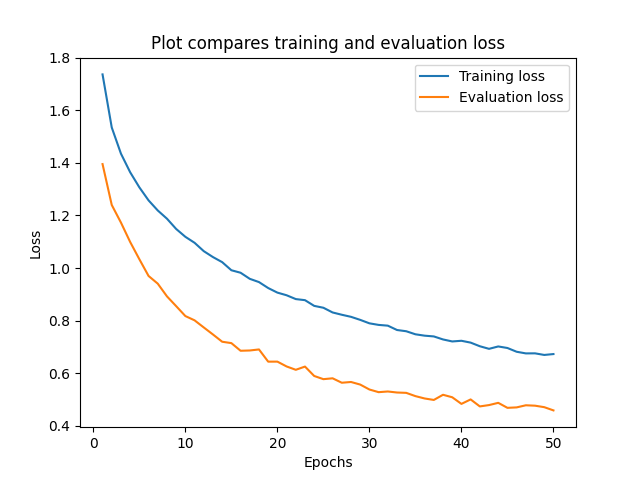 Plot compares training and evaluation loss
Training loss
Evaluation loss
1.8
1.6
1.4
1.2
1.0
0.8
0.6
0.4
Loss
0 10 20 30 40 50
Epochs